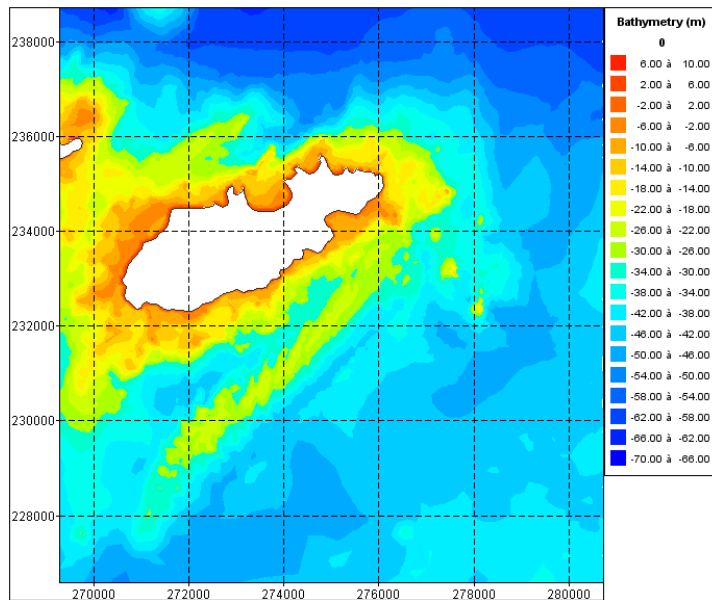 238000
236000
234000
232000
230000
228000
270000 272000 274000 276000 278000 280000
Bathymetry (m)
0
6.00 à 10.00
2.00 à 6.00
-2.00 à 2.00
-6.00 à -2.00
-10.00 à -6.00
-14.00 à -10.00
-18.00 à -14.00
-22.00 à -18.00
-26.00 à -22.00
-30.00 à -26.00
-34.00 à -30.00
-38.00 à -34.00
-42.00 à -38.00
-46.00 à -42.00
-50.00 à -46.00
-54.00 à -50.00
-58.00 à -54.00
-62.00 à -58.00
-66.00 à -62.00
-70.00 à -66.00